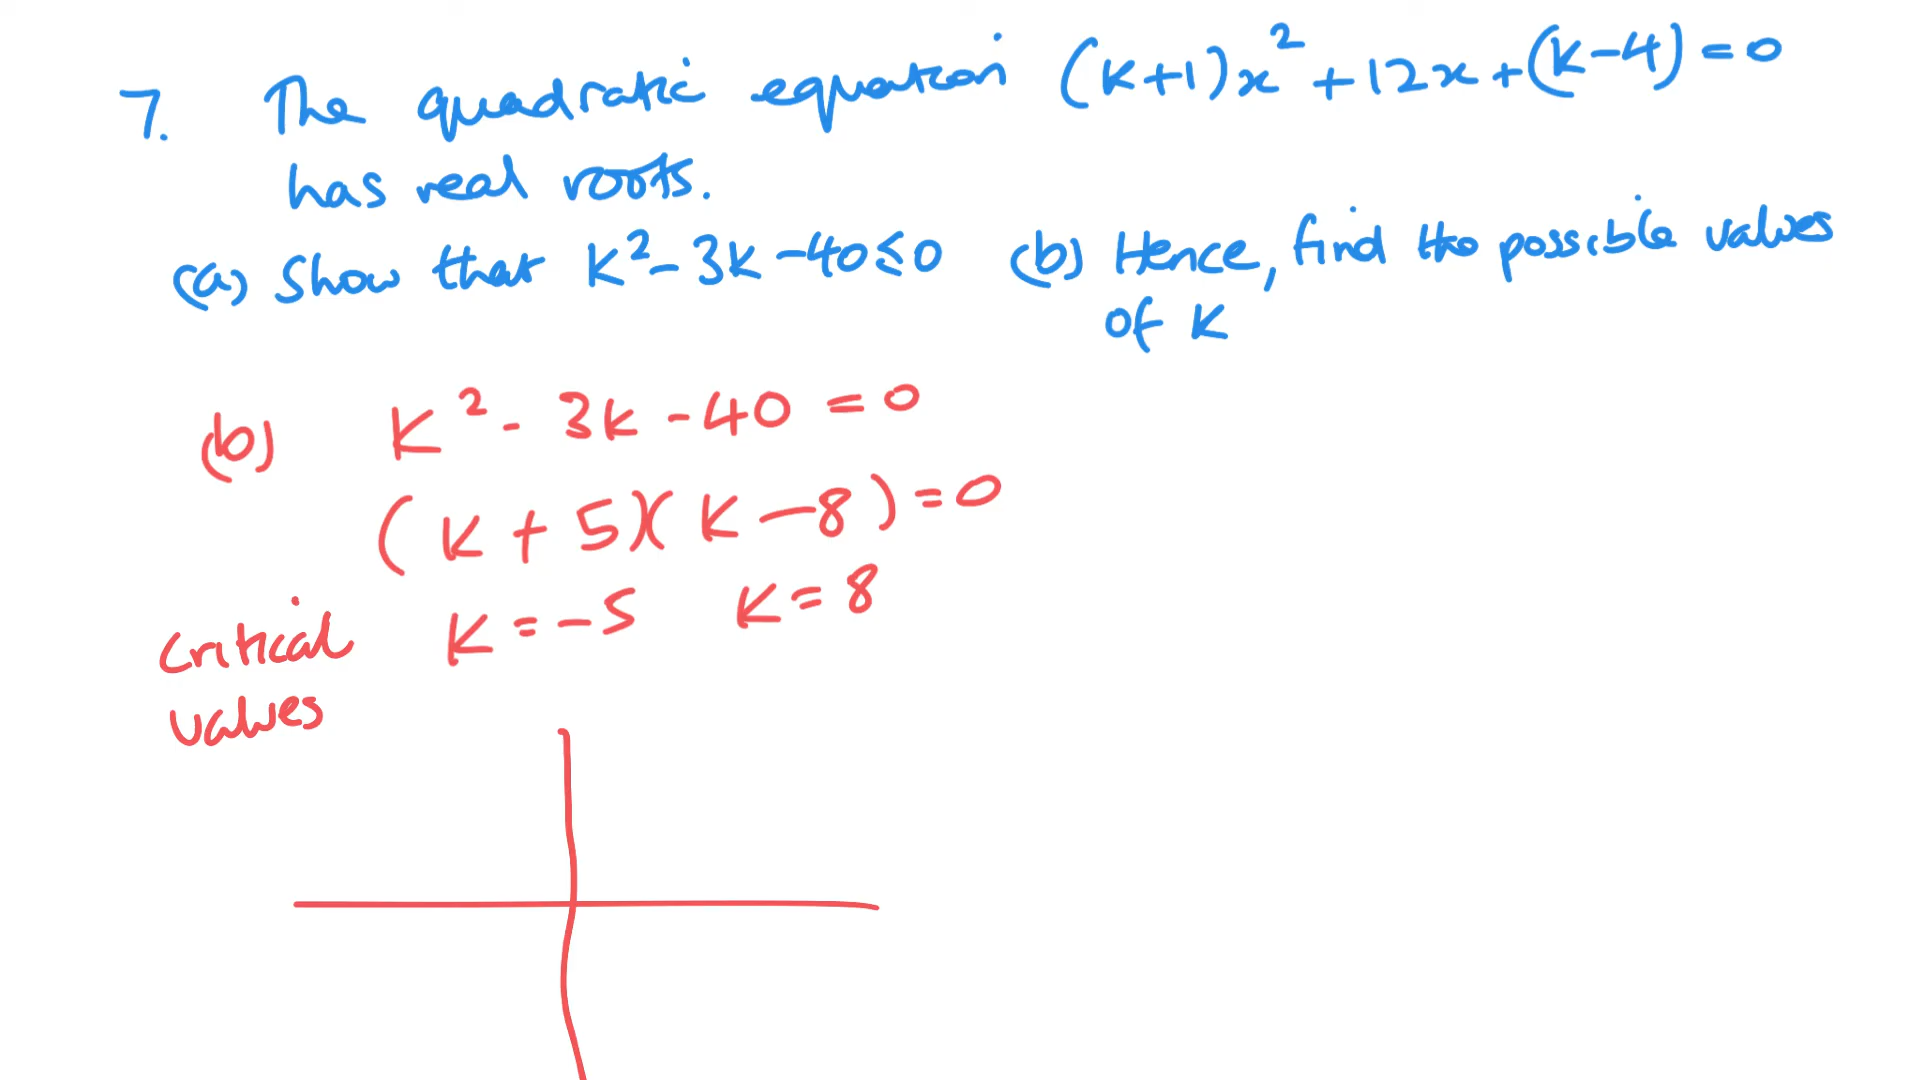 7. The quadratic equation (k+1)x² + 12x + (k-4) = 0
has real roots.
(a) Show that k² - 3k - 40 ≤ 0 (b) Hence, find the possible values
of k
(b) k² - 3k - 40 = 0
(k + 5)(k - 8) = 0
k = -5 k = 8
Critical
values